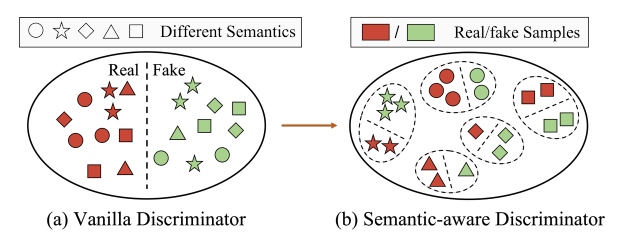 Different Semantics
/ Real/fake Samples
Real Fake
(a) Vanilla Discriminator
(b) Semantic-aware Discriminator